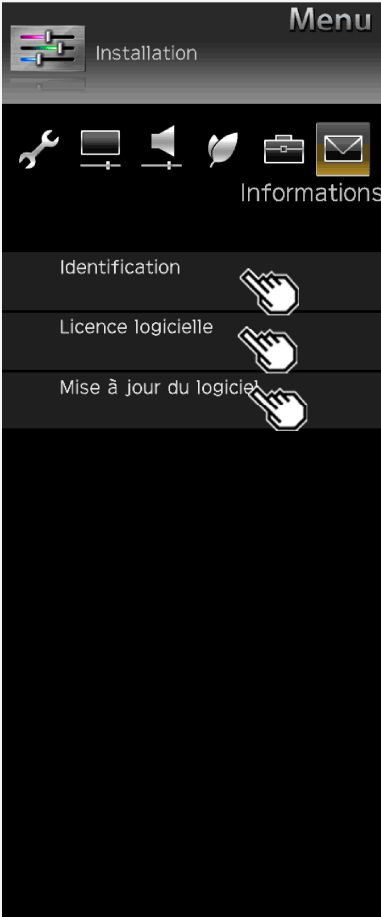 Menu
Installation
Informations
Identification
Licence logicielle
Mise à jour du logiciel